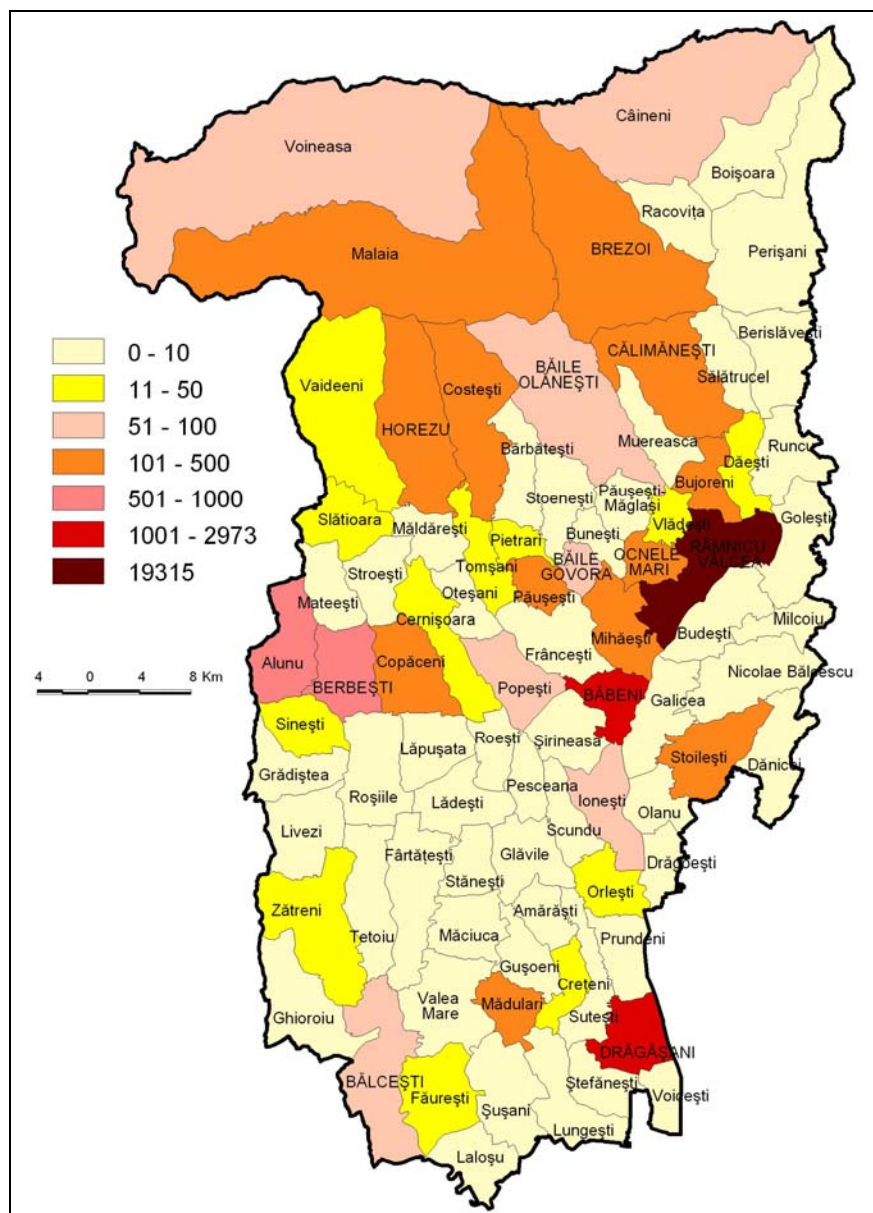 Câineni
Voineasa
Boişoara
Racoviţa
BREZOI
Perişani
Malaia
0 - 10
11 - 50
51 - 100
101 - 500
501 - 1000
1001 - 2973
19315
Berislăveşti
CĂLIMĂNEŞTI
BĂILE
OLĂNEŞTI
Sălătrucel
Vaideeni
Costeşti
HOREZU
Muereasca
Bărbăteşti
Runcu
Dăeşti
Bujoreni
Stoeneşti
Păuşeşti-
Măglaşi
Goleşti
Slătioara
Măldăreşti
Vlădeşti
Buneşti
Pietrari
RÂMNICU
VÂLCEA
OCNELE
MARI
BĂILE
GOVORA
Tomşani
Stroeşti
Oteşani
Păuşeşti
Mateeşti
Cernişoara
Milcoiu
Mihăeşti
Budeşti
Frânceşti
Alunu
Copăceni
BERBEŞTI
Nicolae Bălcescu
Popeşti
BĂBENI
Galicea
4 0 4 8 Km
Sineşti
Roeşti
Şirineasa
Lăpuşata
Stoileşti
Dănicei
Grădiştea
Pesceana
Roşiile
Lădeşti
Ioneşti
Olanu
Livezi
Scundu
Fârtăţeşti
Glăvile
Drăgoeşti
Stăneşti
Orleşti
Zătreni
Amărăşti
Tetoiu
Măciuca
Prundeni
Guşoeni
Creţeni
Valea
Mare
Mădulari
Ghioroiu
Suteşti
DRĂGĂŞANI
BĂLCEŞTI
Ştefăneşti
Făureşti
Voiceşti
Şuşani
Lungeşti
Laloşu